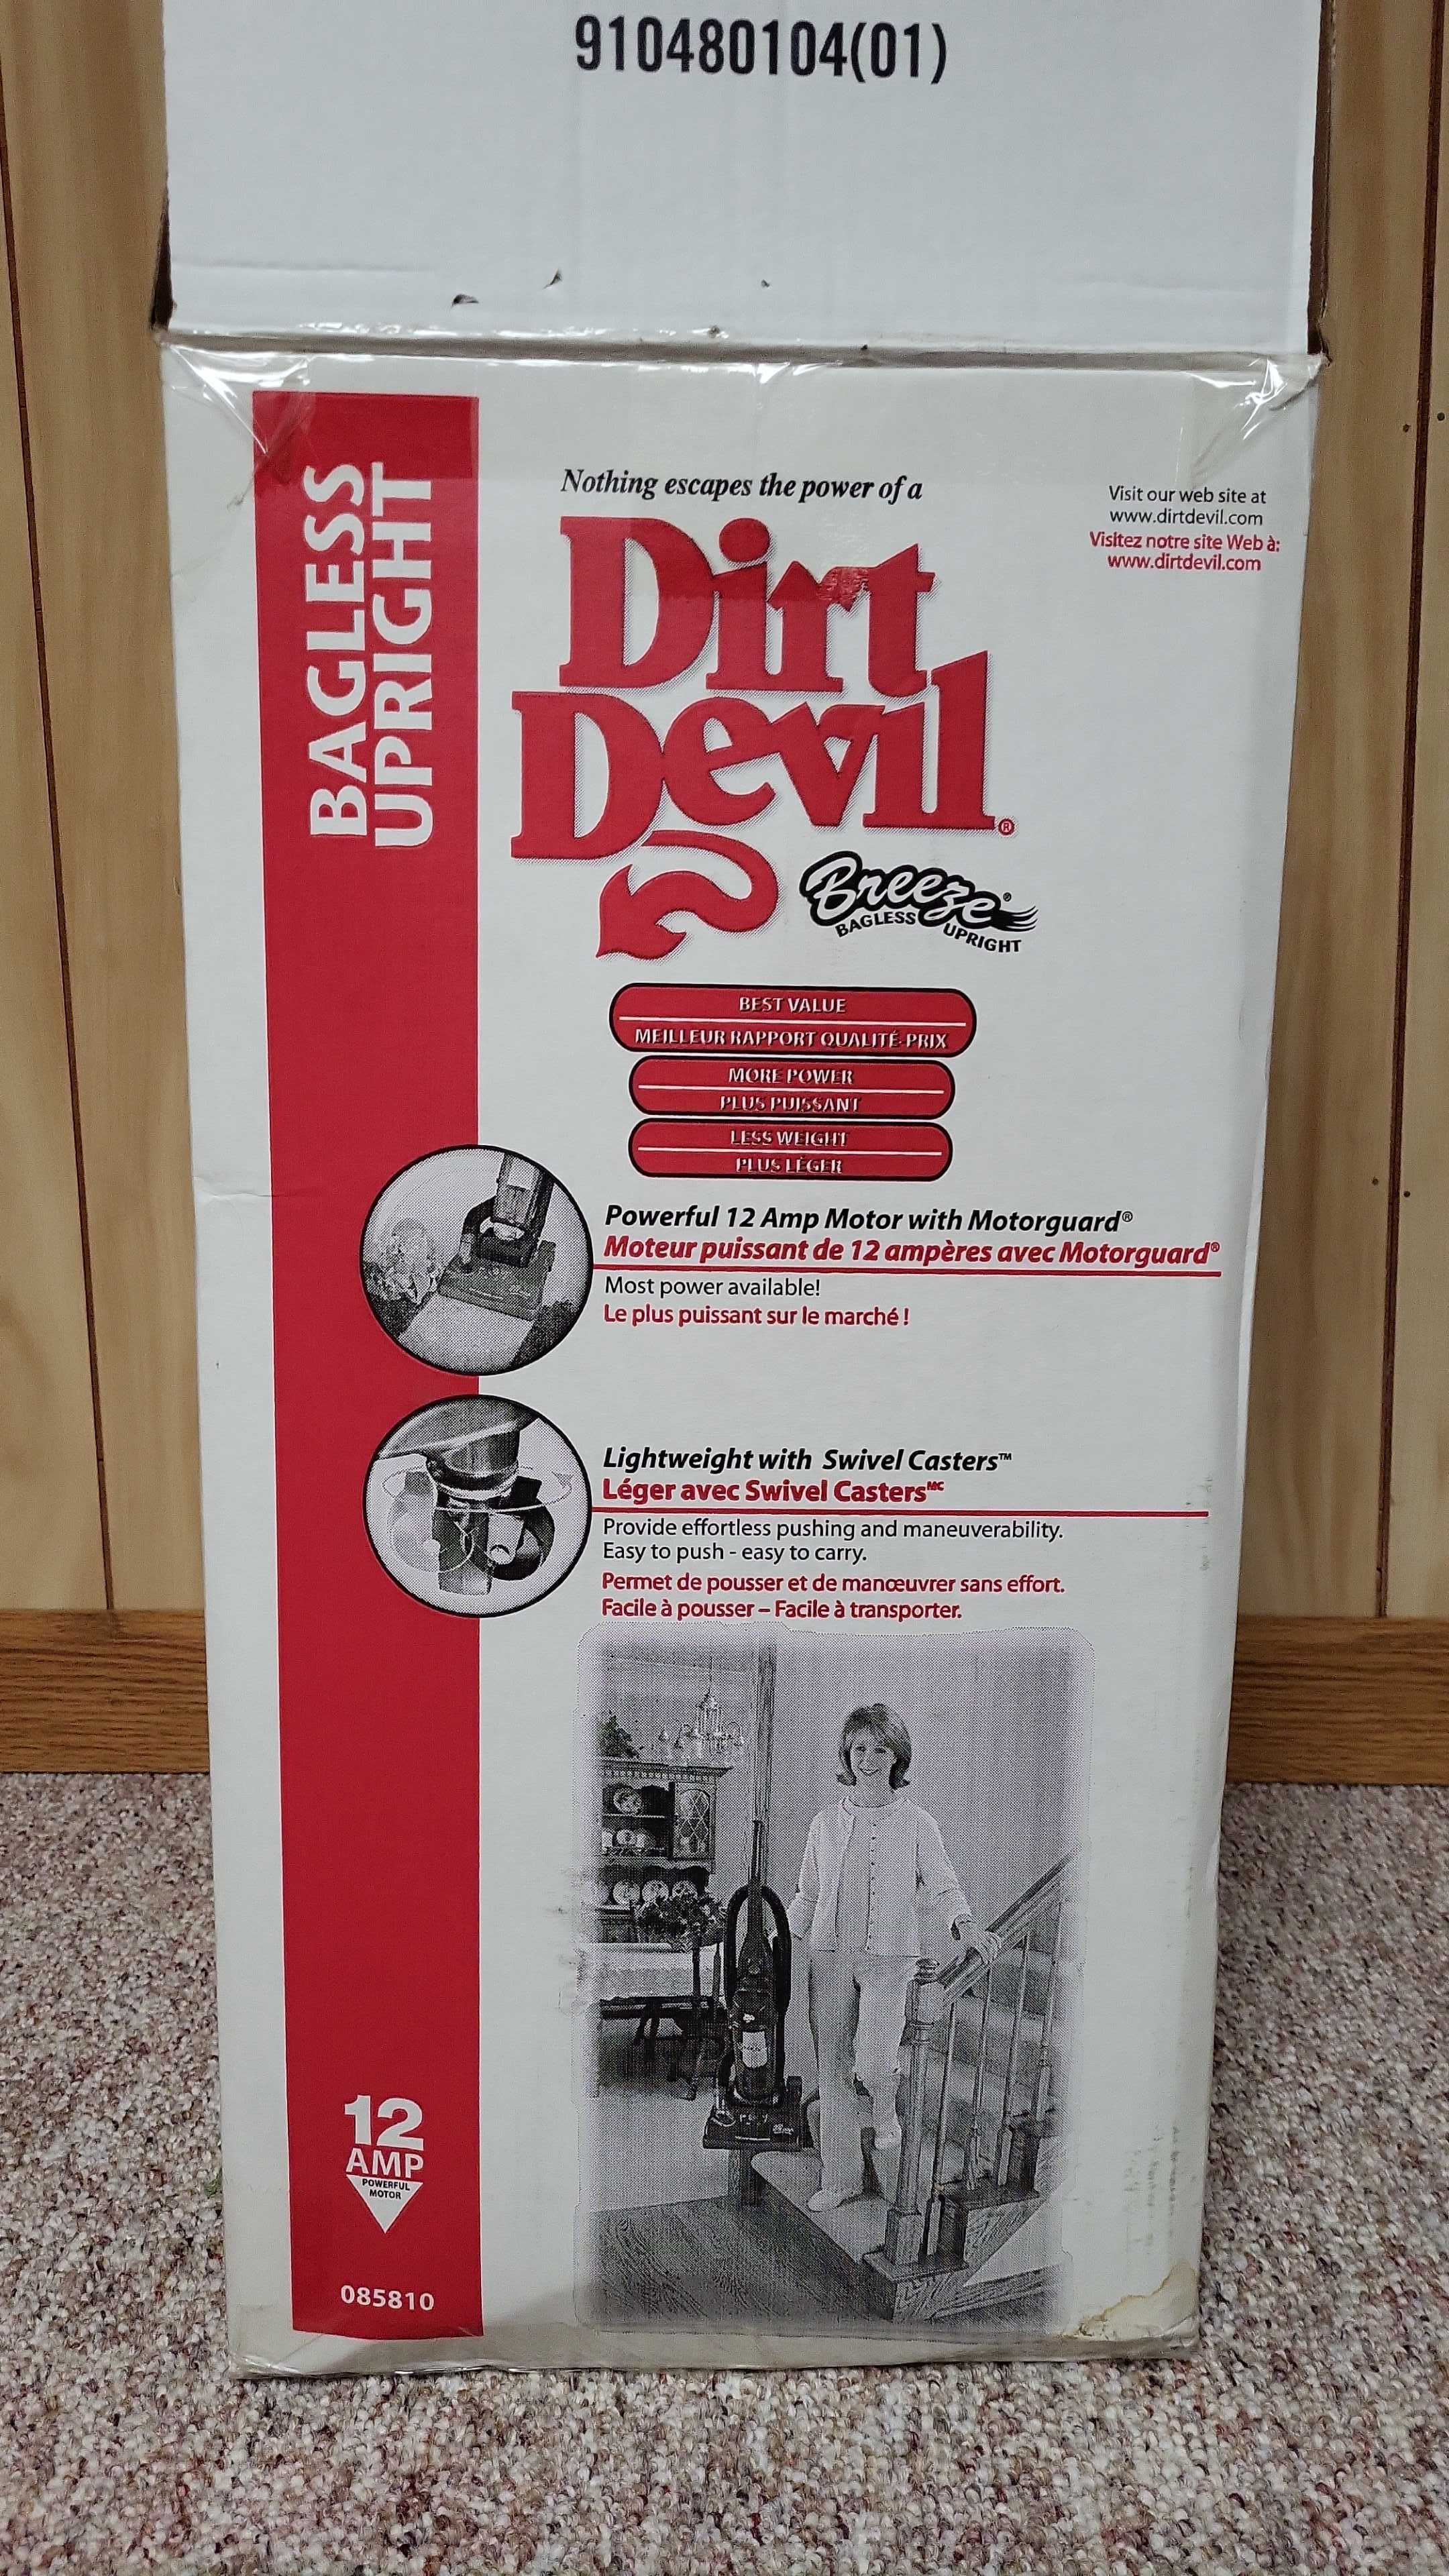 910480104(01)
BAGLESS
UPRIGHT
Nothing escapes the power of a
Dirt
Devil®
Breeze®
BAGLESS UPRIGHT
Visit our web site at
www.dirtdevil.com
Visitez notre site Web à:
www.dirtdevil.com
BEST VALUE
MEILLEUR RAPPORT QUALITÉ-PRIX
MORE POWER
PLUS PUISSANT
LESS WEIGHT
PLUS LÉGER
Powerful 12 Amp Motor with Motorguard®
Moteur puissant de 12 ampères avec Motorguard®
Most power available!
Le plus puissant sur le marché !
Lightweight with Swivel Casters™
Léger avec Swivel Casters MC
Provide effortless pushing and maneuverability.
Easy to push - easy to carry.
Permet de pousser et de manœuvrer sans effort.
Facile à pousser – Facile à transporter.
12
AMP
POWERFUL
MOTOR
085810